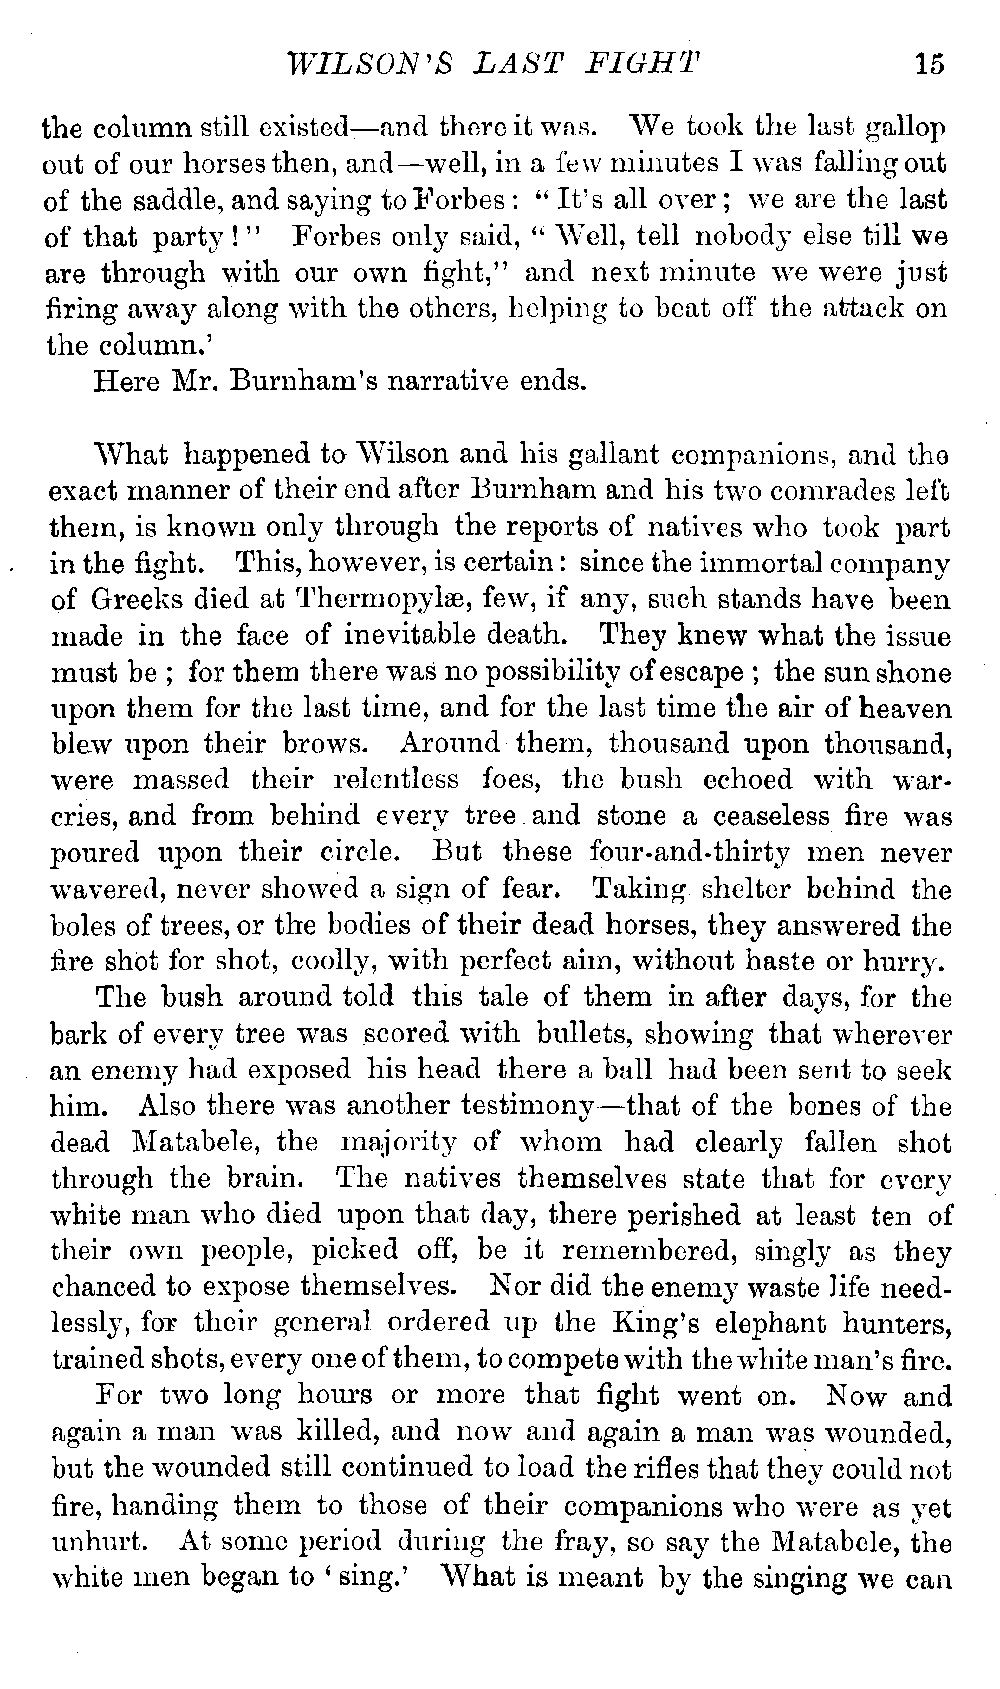 WILSON'S LAST FIGHT 15
the column still existed—and there it was. We took the last gallop
out of our horses then, and—well, in a few minutes I was falling out
of the saddle, and saying to Forbes: “It's all over; we are the last
of that party!” Forbes only said, “Well, tell nobody else till we
are through with our own fight,” and next minute we were just
firing away along with the others, helping to beat off the attack on
the column.'
Here Mr. Burnham's narrative ends.
What happened to Wilson and his gallant companions, and the
exact manner of their end after Burnham and his two comrades left
them, is known only through the reports of natives who took part
in the fight. This, however, is certain: since the immortal company
of Greeks died at Thermopylæ, few, if any, such stands have been
made in the face of inevitable death. They knew what the issue
must be; for them there was no possibility of escape; the sun shone
upon them for the last time, and for the last time the air of heaven
blew upon their brows. Around them, thousand upon thousand,
were massed their relentless foes, the bush echoed with war-
cries, and from behind every tree and stone a ceaseless fire was
poured upon their circle. But these four-and-thirty men never
wavered, never showed a sign of fear. Taking shelter behind the
boles of trees, or the bodies of their dead horses, they answered the
fire shot for shot, coolly, with perfect aim, without haste or hurry.
The bush around told this tale of them in after days, for the
bark of every tree was scored with bullets, showing that wherever
an enemy had exposed his head there a ball had been sent to seek
him. Also there was another testimony—that of the bones of the
dead Matabele, the majority of whom had clearly fallen shot
through the brain. The natives themselves state that for every
white man who died upon that day, there perished at least ten of
their own people, picked off, be it remembered, singly as they
chanced to expose themselves. Nor did the enemy waste life need-
lessly, for their general ordered up the King's elephant hunters,
trained shots, every one of them, to compete with the white man's fire.
For two long hours or more that fight went on. Now and
again a man was killed, and now and again a man was wounded,
but the wounded still continued to load the rifles that they could not
fire, handing them to those of their companions who were as yet
unhurt. At some period during the fray, so say the Matabele, the
white men began to ‘sing.’ What is meant by the singing we can